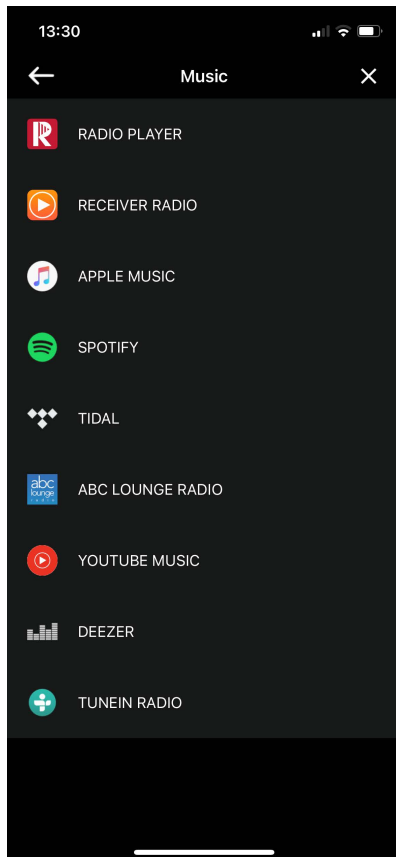 13:30
Music
RADIO PLAYER
RECEIVER RADIO
APPLE MUSIC
SPOTIFY
TIDAL
abc
lounge
radio
ABC LOUNGE RADIO
YOUTUBE MUSIC
DEEZER
TUNEIN RADIO